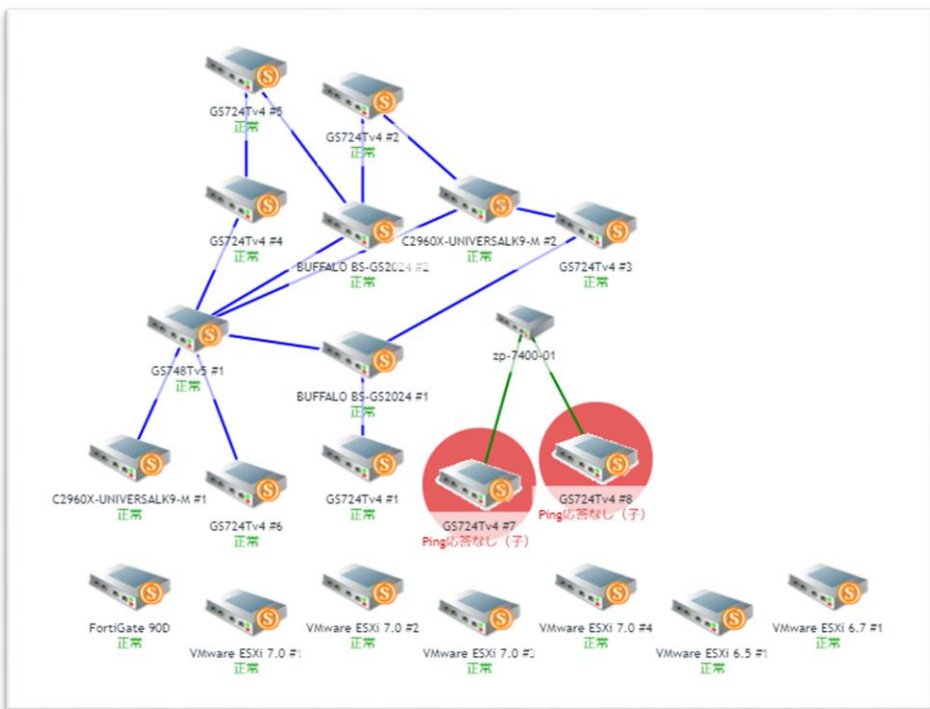 GS724Tv4 #5
正常
GS724Tv4 #2
正常
GS724Tv4 #4
正常
BUFFALO BS-GS2024 #2
正常
C2960X-UNIVERSALK9-M #2
正常
GS724Tv4 #3
正常
GS748Tv5 #1
正常
BUFFALO BS-GS2024 #1
正常
zp-7400-01
C2960X-UNIVERSALK9-M #1
正常
GS724Tv4 #6
正常
GS724Tv4 #1
正常
GS724Tv4 #7
Ping応答なし（子）
GS724Tv4 #8
Ping応答なし（子）
FortiGate 90D
正常
VMware ESXi 7.0 #1
正常
VMware ESXi 7.0 #2
正常
VMware ESXi 7.0 #3
正常
VMware ESXi 7.0 #4
正常
VMware ESXi 6.5 #1
正常
VMware ESXi 6.7 #1
正常